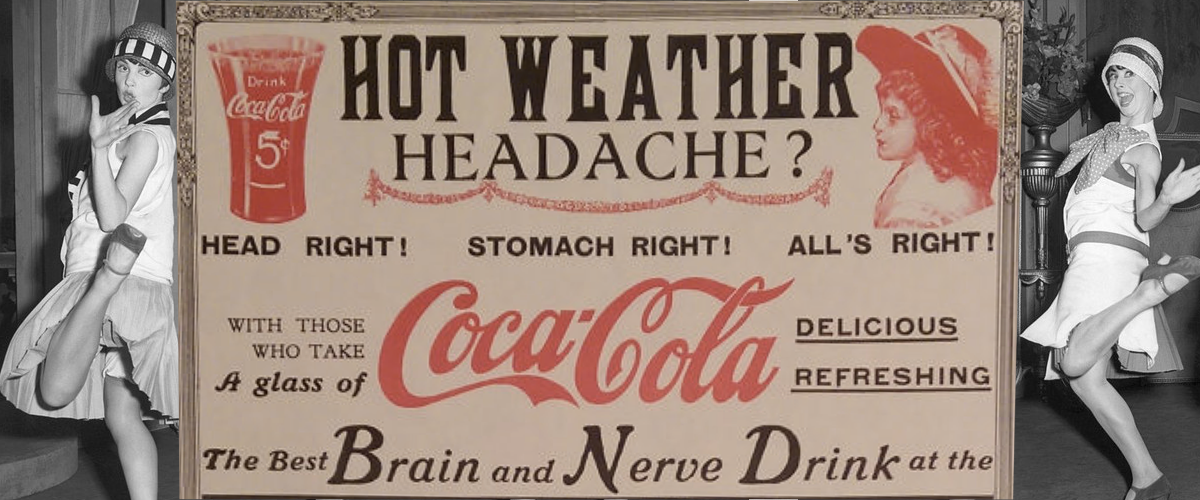 Drink
Coca-Cola
5¢
HOT WEATHER
HEADACHE?
HEAD RIGHT! STOMACH RIGHT! ALL'S RIGHT!
WITH THOSE
WHO TAKE
A glass of
Coca-Cola
DELICIOUS
REFRESHING
The Best Brain and Nerve Drink at the